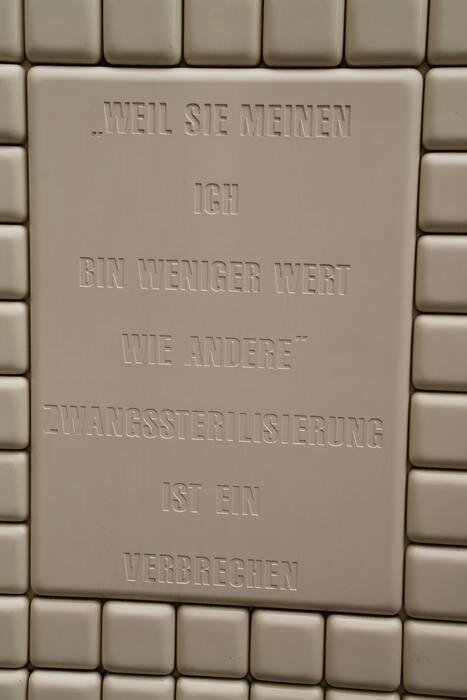 „WEIL SIE MEINEN
ICH
BIN WENIGER WERT
WIE ANDERE“
ZWANGSSTERILISIERUNG
IST EIN
VERBRECHEN